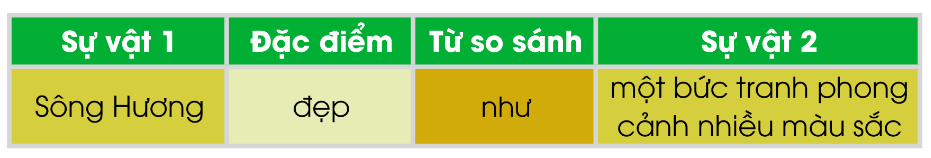 Sự vật 1 Đặc điểm Từ so sánh Sự vật 2
Sông Hương đẹp như một bức tranh phong
cảnh nhiều màu sắc